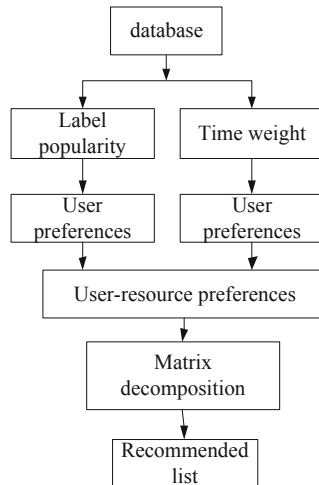 database
Label
popularity
Time weight
User
preferences
User
preferences
User-resource preferences
Matrix
decomposition
Recommended
list